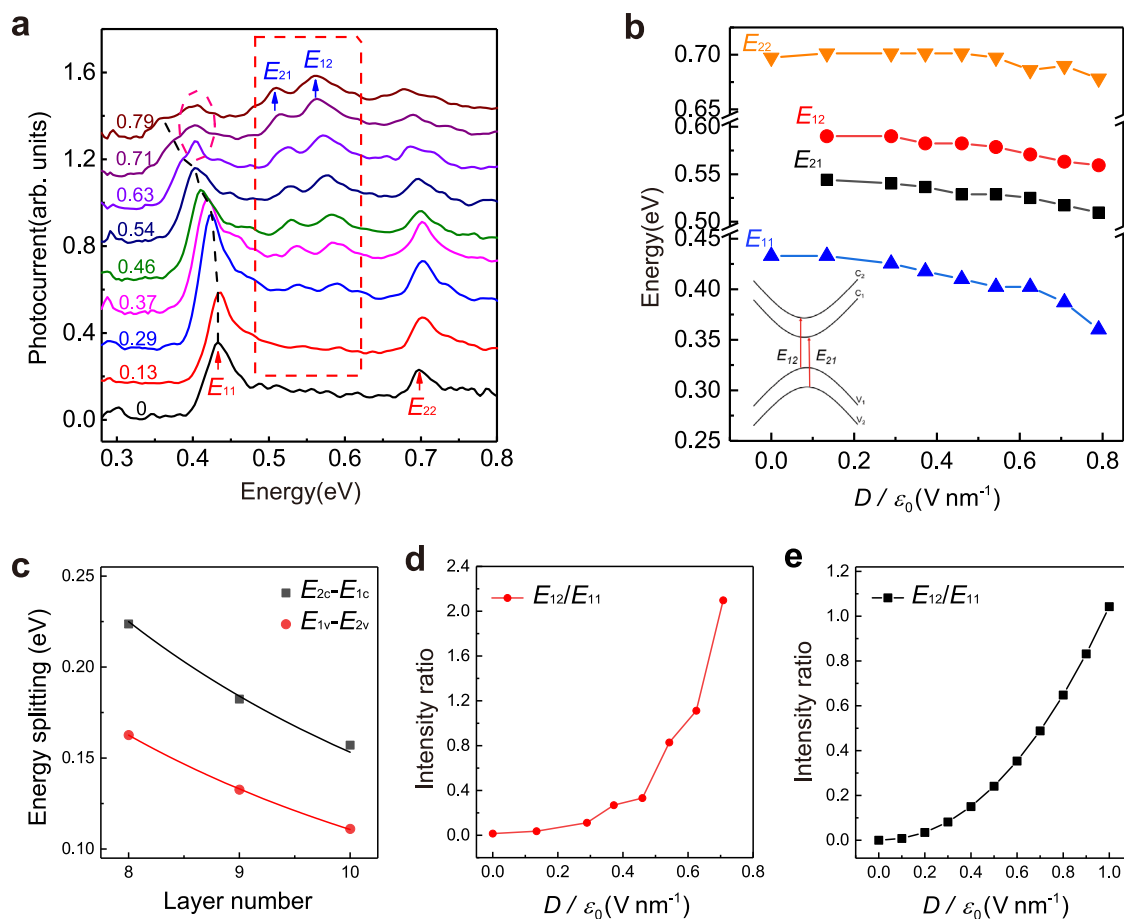 a
Photocurrent(arb. units)
1.6
1.2
0.8
0.4
0.0
0.79
0.71
0.63
0.54
0.46
0.37
0.29
0.13
0
E21
E12
E11
E22
0.3 0.4 0.5 0.6 0.7 0.8
Energy(eV)
b
Energy(eV)
0.70
0.65
0.60
0.55
0.50
0.45
0.40
0.35
0.30
0.25
E22
E12
E21
E11
C2
C1
E12 E21
V1
V2
0.0 0.2 0.4 0.6 0.8
D / ε0(V nm-1)
c
Energy splitting (eV)
0.25
0.20
0.15
0.10
E2c-E1c
E1v-E2v
8 9 10
Layer number
d
Intensity ratio
2.4
2.0
1.6
1.2
0.8
0.4
0.0
E12/E11
0.0 0.2 0.4 0.6 0.8
D / ε0(V nm-1)
e
Intensity ratio
1.2
1.0
0.8
0.6
0.4
0.2
0.0
E12/E11
0.0 0.2 0.4 0.6 0.8 1.0
D / ε0(V nm-1)